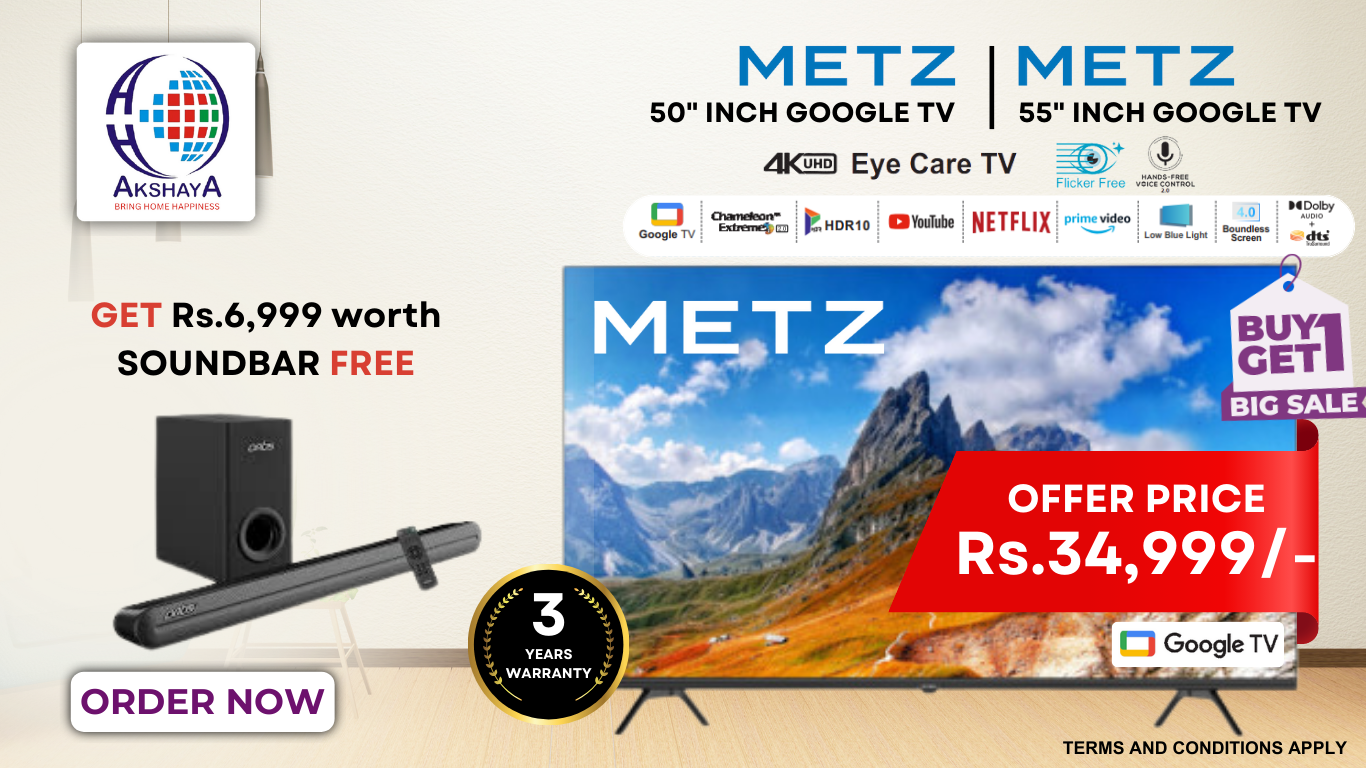 AHH
AKSHAYA
BRING HOME HAPPINESS
METZ | METZ
50" INCH GOOGLE TV
55" INCH GOOGLE TV
4K UHD Eye Care TV
Flicker Free
HANDS-FREE
VOICE CONTROL
2.0
Google TV
Chameleon
Extreme
HDR
HDR10
YouTube
NETFLIX
prime video
Low Blue Light
4.0
Boundless
Screen
Dolby
AUDIO
+
dts
TruSurround
GET Rs.6,999 worth
SOUNDBAR FREE
METZ
BUY 1
GET
BIG SALE
OFFER PRICE
Rs.34,999/-
Google TV
3
YEARS
WARRANTY
ORDER NOW
TERMS AND CONDITIONS APPLY